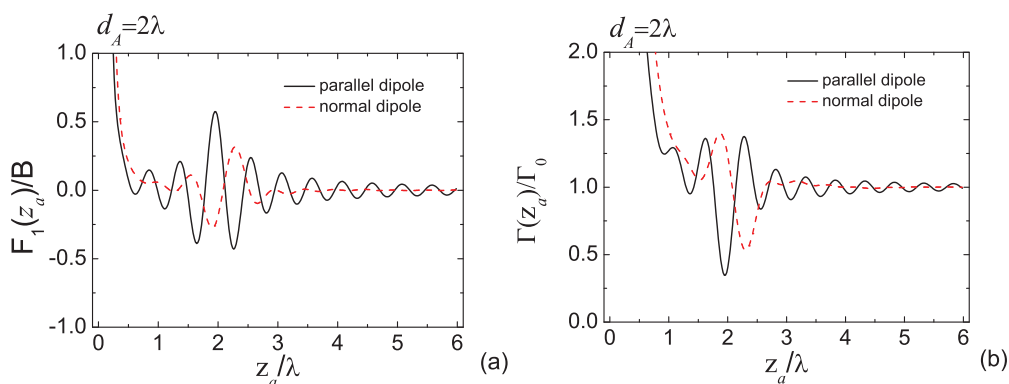 d_A=2λ
1.0
0.5
0.0
-0.5
-1.0
F_1(z_a)/B
parallel dipole
normal dipole
0 1 2 3 4 5 6
z_a/λ
(a)
d_A=2λ
2.0
1.5
1.0
0.5
0.0
Γ(z_a)/Γ_0
parallel dipole
normal dipole
0 1 2 3 4 5 6
z_a/λ
(b)